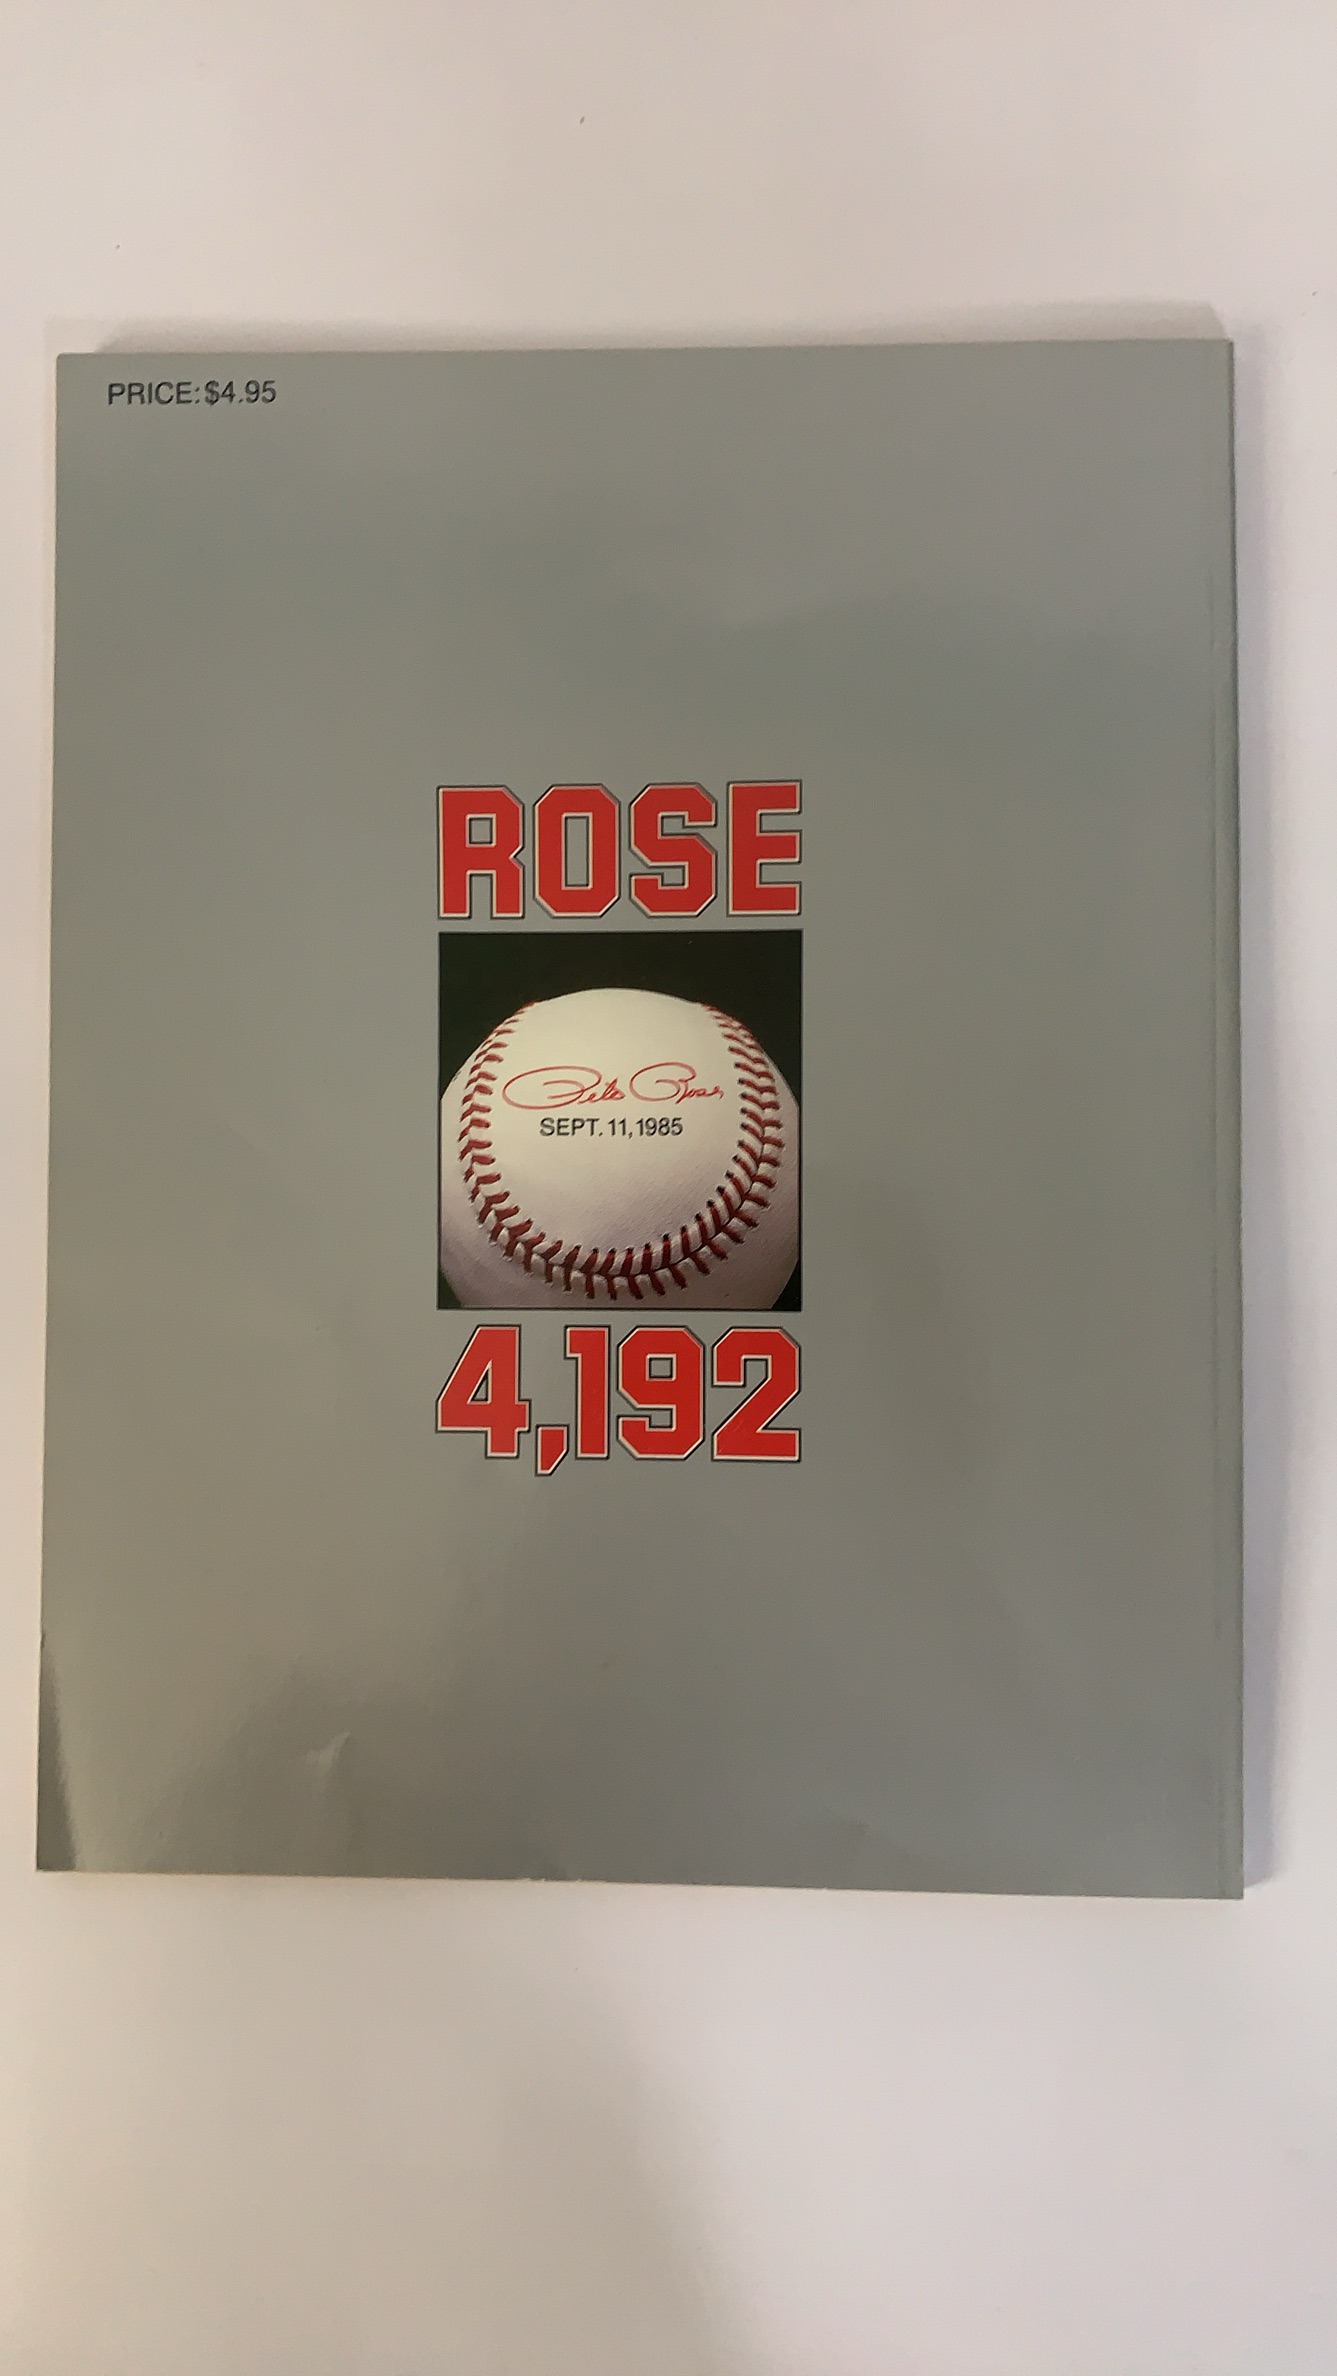 PRICE: $4.95
ROSE
Pete Rose
SEPT. 11, 1985
4,192